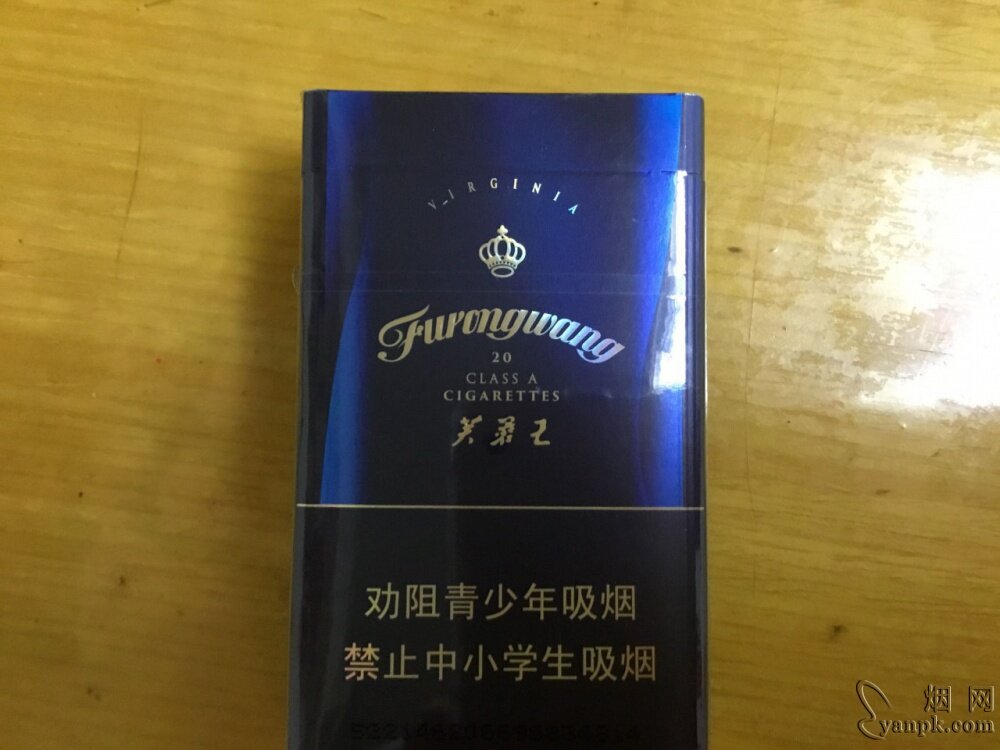 VIRGINIA
Furongwang
20
CLASS A
CIGARETTES
芙蓉王
劝阻青少年吸烟
禁止中小学生吸烟
烟网
yanpk.com